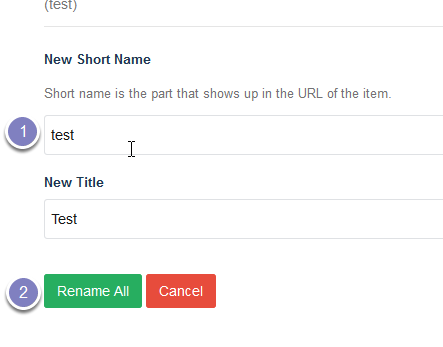 (test)
New Short Name
Short name is the part that shows up in the URL of the item.
1
test
New Title
Test
2
Rename All
Cancel